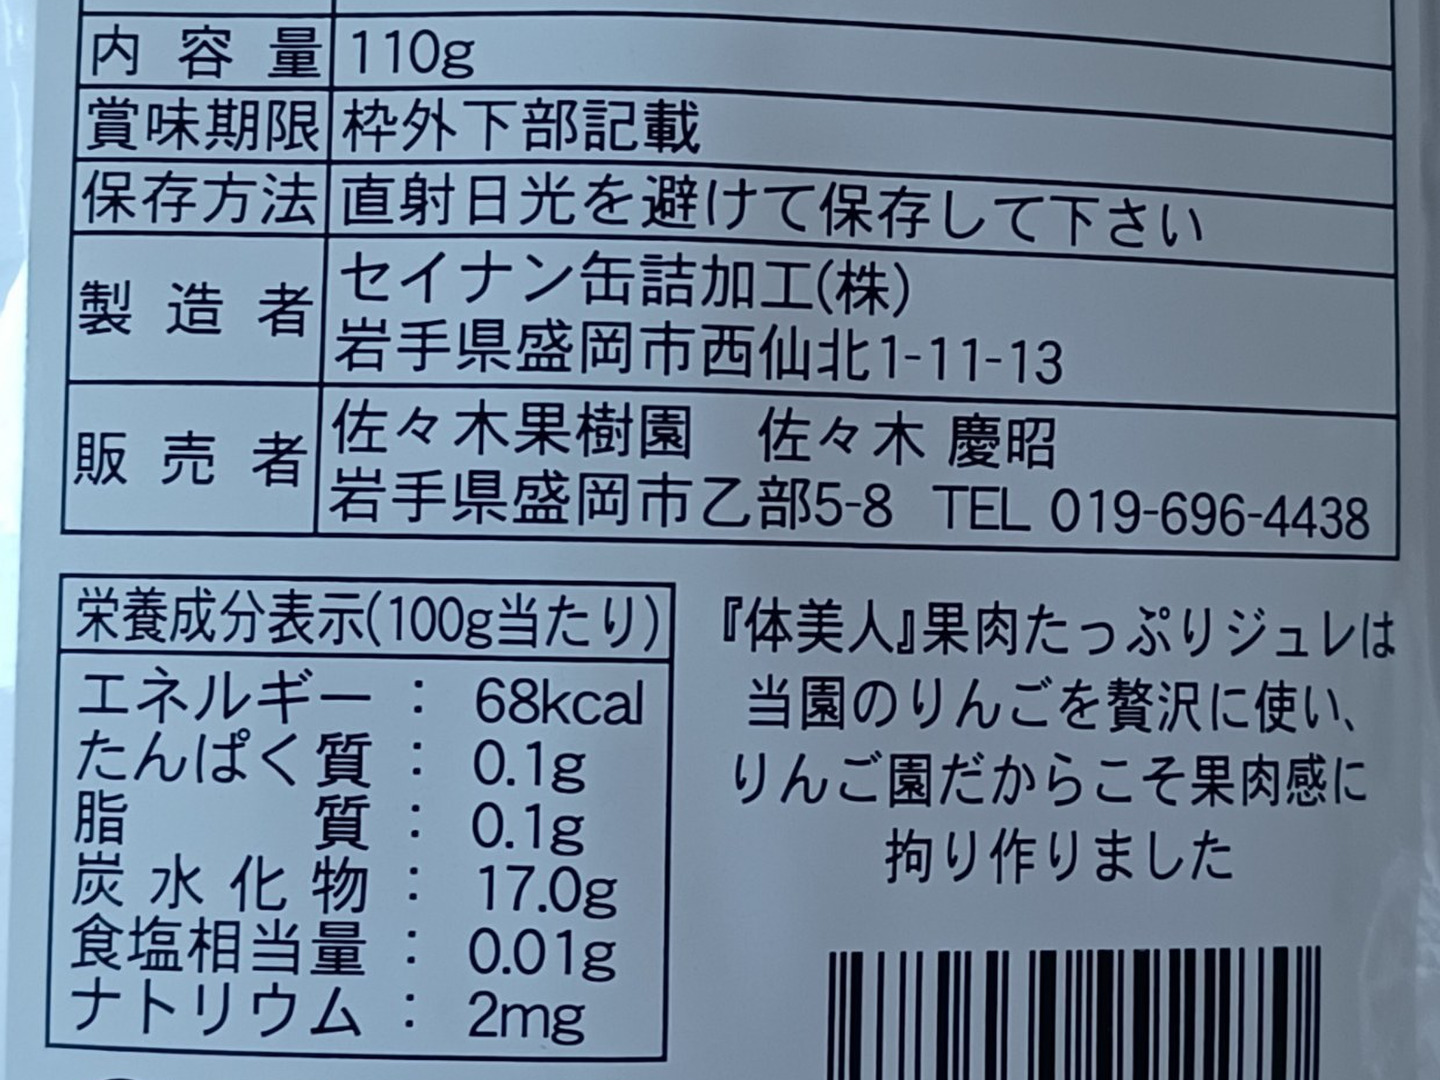 内容量 110g
賞味期限 枠外下部記載
保存方法 直射日光を避けて保存して下さい
製造者 セイナン缶詰加工(株)
岩手県盛岡市西仙北1-11-13
販売者 佐々木果樹園 佐々木 慶昭
岩手県盛岡市乙部5-8 TEL 019-696-4438
栄養成分表示(100g当たり)
エネルギー : 68kcal
たんぱく質 : 0.1g
脂質 : 0.1g
炭水化物 : 17.0g
食塩相当量 : 0.01g
ナトリウム : 2mg
『体美人』果肉たっぷりジュレは
当園のりんごを贅沢に使い、
りんご園だからこそ果肉感に
拘り作りました